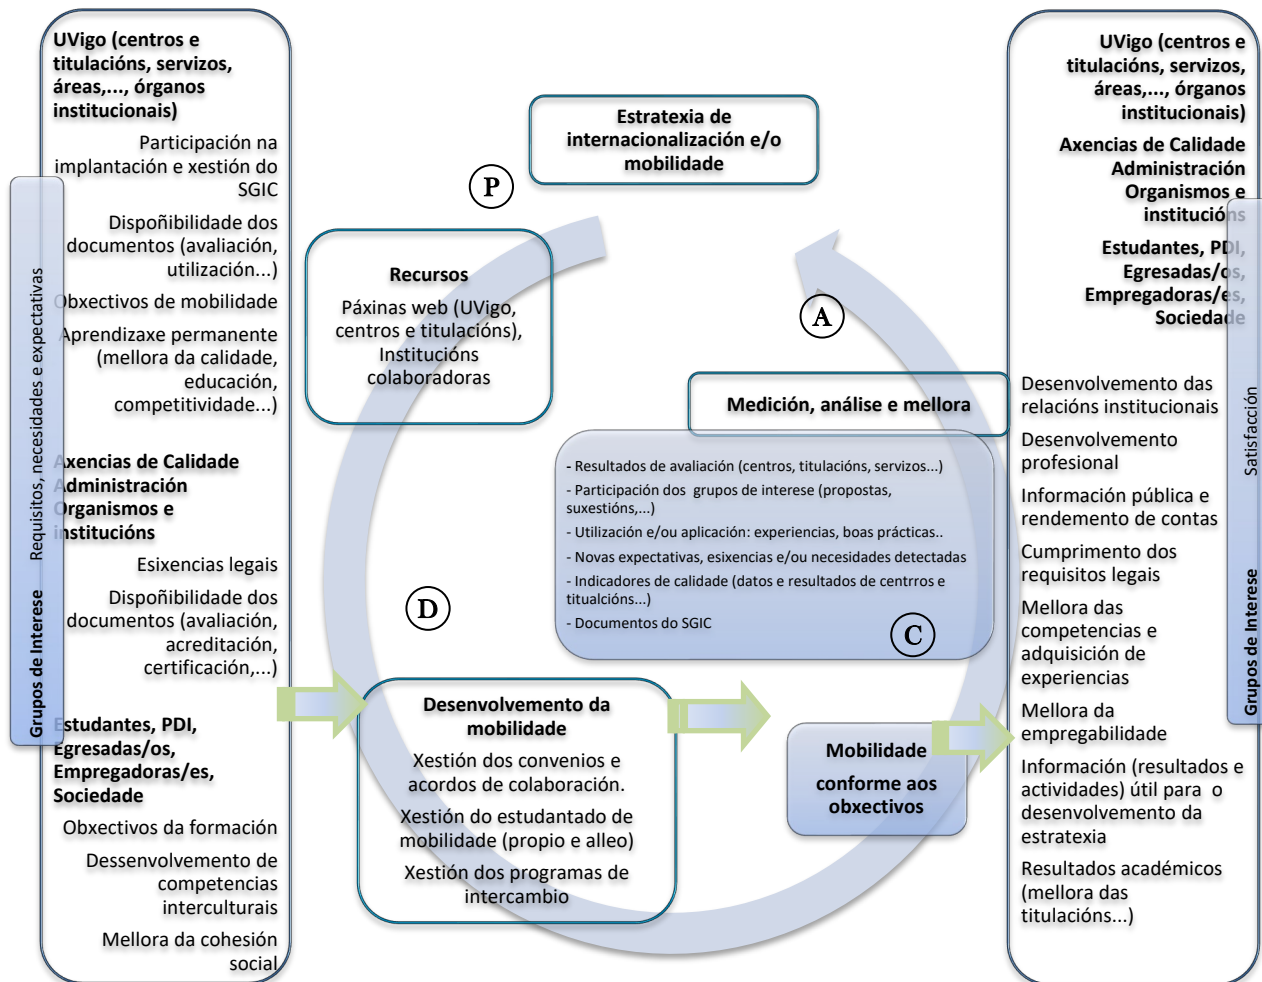 UVigo (centros e
titulacións, servizos,
áreas,..., órganos
institucionais)
Participación na
implantación e xestión do
SGIC
Dispoñibilidade dos
documentos (avaliación,
utilización...)
Obxectivos de mobilidade
Aprendizaxe permanente
(mellora da calidade,
educación,
competitividade...)
Axencias de Calidade
Administración
Organismos e
institucións
Esixencias legais
Dispoñibilidade dos
documentos (avaliación,
acreditación,
certificación,...)
Estudantes, PDI,
Egresadas/os,
Empregadoras/es,
Sociedade
Obxectivos da formación
Dessenvolvemento de
competencias
interculturais
Mellora da cohesión
social
Grupos de Interese Requisitos, necesidades e expectativas
Estratexia de
internacionalización e/o
mobilidade
P
Recursos
Páxinas web (UVigo,
centros e titulacións),
Institucións
colaboradoras
A
Medición, análise e mellora
- Resultados de avaliación (centros, titulacións, servizos...)
- Participación dos grupos de interese (propostas,
suxestións,...)
- Utilización e/ou aplicación: experiencias, boas prácticas..
- Novas expectativas, esixencias e/ou necesidades detectadas
- Indicadores de calidade (datos e resultados de centrros e
titualcións...)
- Documentos do SGIC
C
D
Desenvolvemento da
mobilidade
Xestión dos convenios e
acordos de colaboración.
Xestión do estudantado de
mobilidade (propio e alleo)
Xestión dos programas de
intercambio
Mobilidade
conforme aos
obxectivos
UVigo (centros e
titulacións, servizos,
áreas,..., órganos
institucionais)
Axencias de Calidade
Administración
Organismos e
institucións
Estudantes, PDI,
Egresadas/os,
Empregadoras/es,
Sociedade
Desenvolvemento das
relacións institucionais
Desenvolvemento
profesional
Información pública e
rendemento de contas
Cumprimento dos
requisitos legais
Mellora das
competencias e
adquisición de
experiencias
Mellora da
empregabilidade
Información (resultados e
actividades) útil para o
desenvolvemento da
estratexia
Resultados académicos
(mellora das
titulacións...)
Grupos de Interese Satisfacción